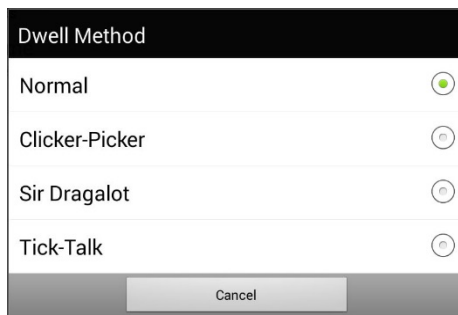 Dwell Method
Normal
Clicker-Picker
Sir Dragalot
Tick-Talk
Cancel